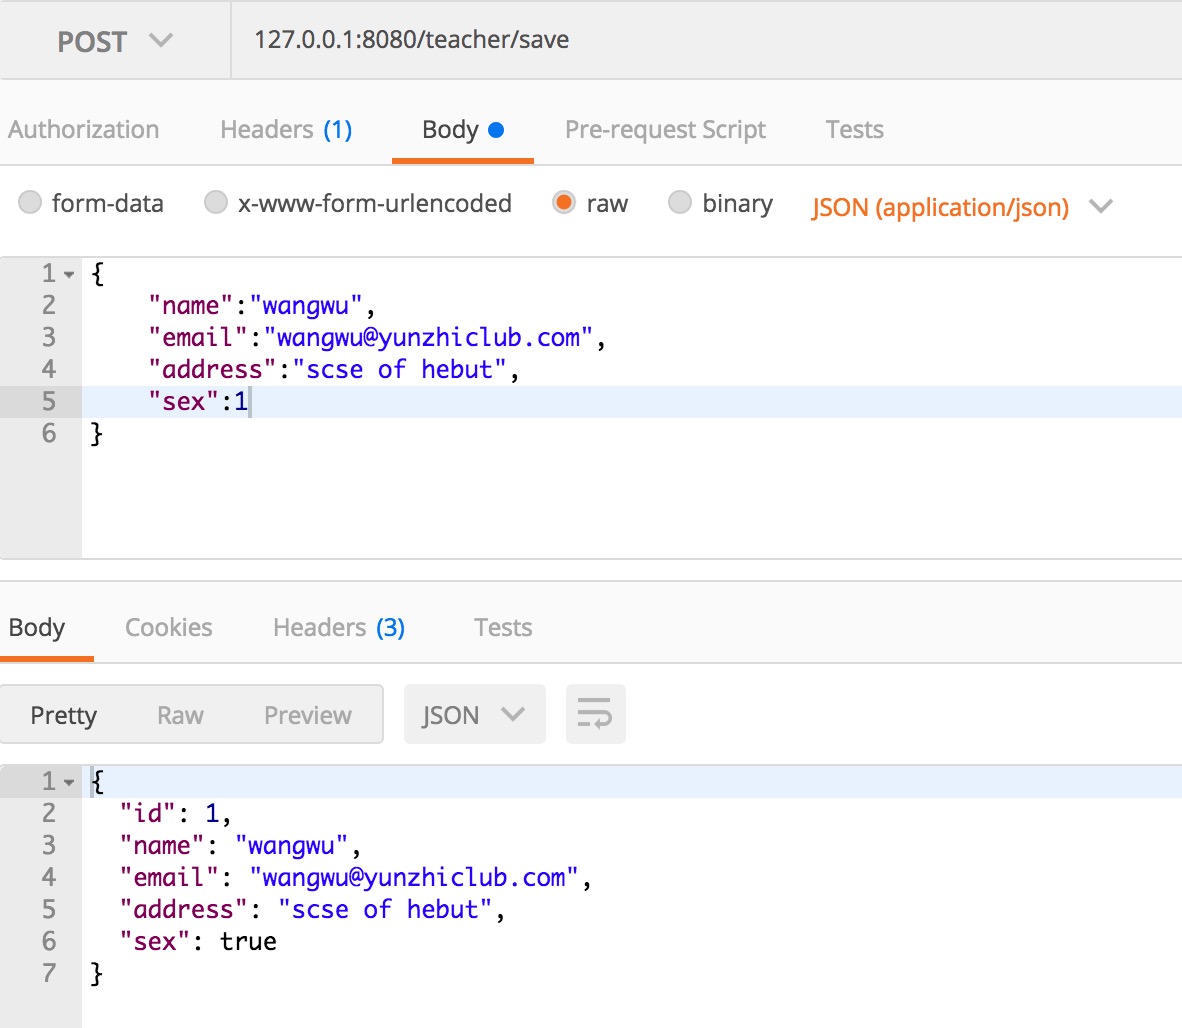 POST 127.0.0.1:8080/teacher/save
Authorization Headers (1) Body Pre-request Script Tests
form-data x-www-form-urlencoded raw binary JSON (application/json)
1 {
2 "name":"wangwu",
3 "email":"wangwu@yunzhiclub.com",
4 "address":"scse of hebut",
5 "sex":1
6 }
Body Cookies Headers (3) Tests
Pretty Raw Preview JSON
1 {
2 "id": 1,
3 "name": "wangwu",
4 "email": "wangwu@yunzhiclub.com",
5 "address": "scse of hebut",
6 "sex": true
7 }